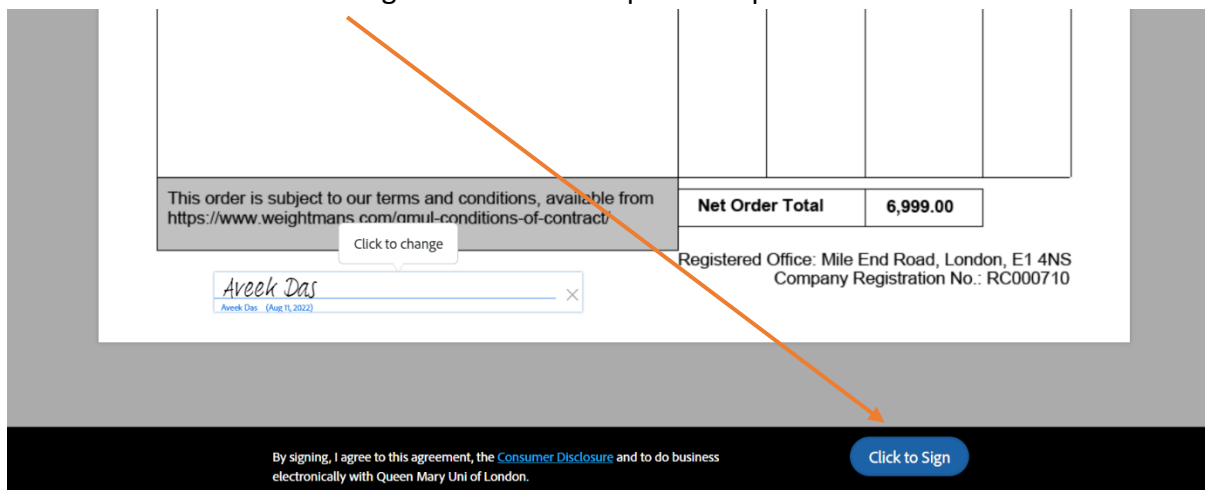 This order is subject to our terms and conditions, available from
https://www.weightmans.com/qmul-conditions-of-contract/
Net Order Total 6,999.00
Click to change
Registered Office: Mile End Road, London, E1 4NS
Company Registration No.: RC000710
Aveek Das
Aveek Das (Aug 11, 2022)
By signing, I agree to this agreement, the Consumer Disclosure and to do business
electronically with Queen Mary Uni of London.
Click to Sign